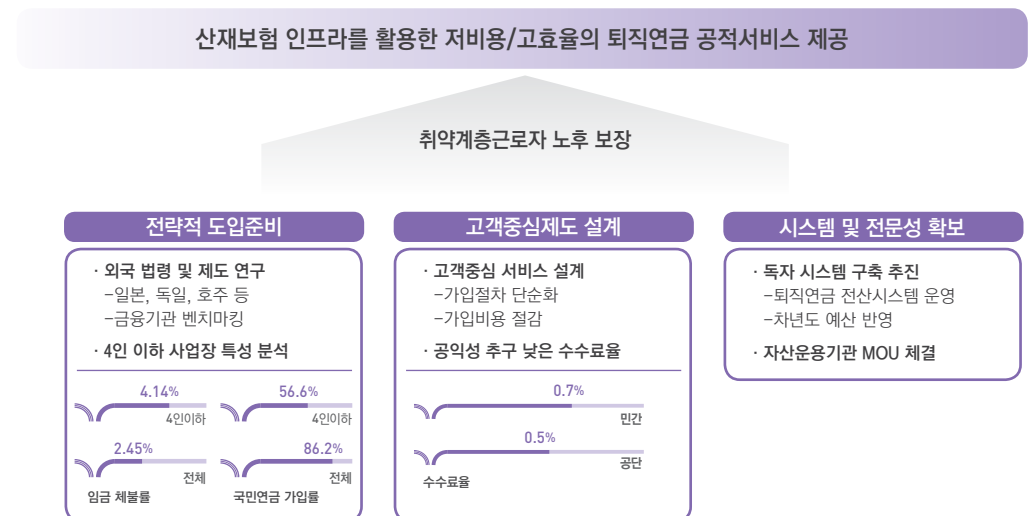 산재보험 인프라를 활용한 저비용/고효율의 퇴직연금 공적서비스 제공
취약계층근로자 노후 보장
전략적 도입준비
· 외국 법령 및 제도 연구
-일본, 독일, 호주 등
-금융기관 벤치마킹
· 4인 이하 사업장 특성 분석
4.14%
4인이하
56.6%
4인이하
2.45%
전체
86.2%
전체
임금 체불률
국민연금 가입률
고객중심제도 설계
· 고객중심 서비스 설계
-가입절차 단순화
-가입비용 절감
· 공익성 추구 낮은 수수료율
0.7%
민간
0.5%
공단
수수료율
시스템 및 전문성 확보
· 독자 시스템 구축 추진
-퇴직연금 전산시스템 운영
-차년도 예산 반영
· 자산운용기관 MOU 체결